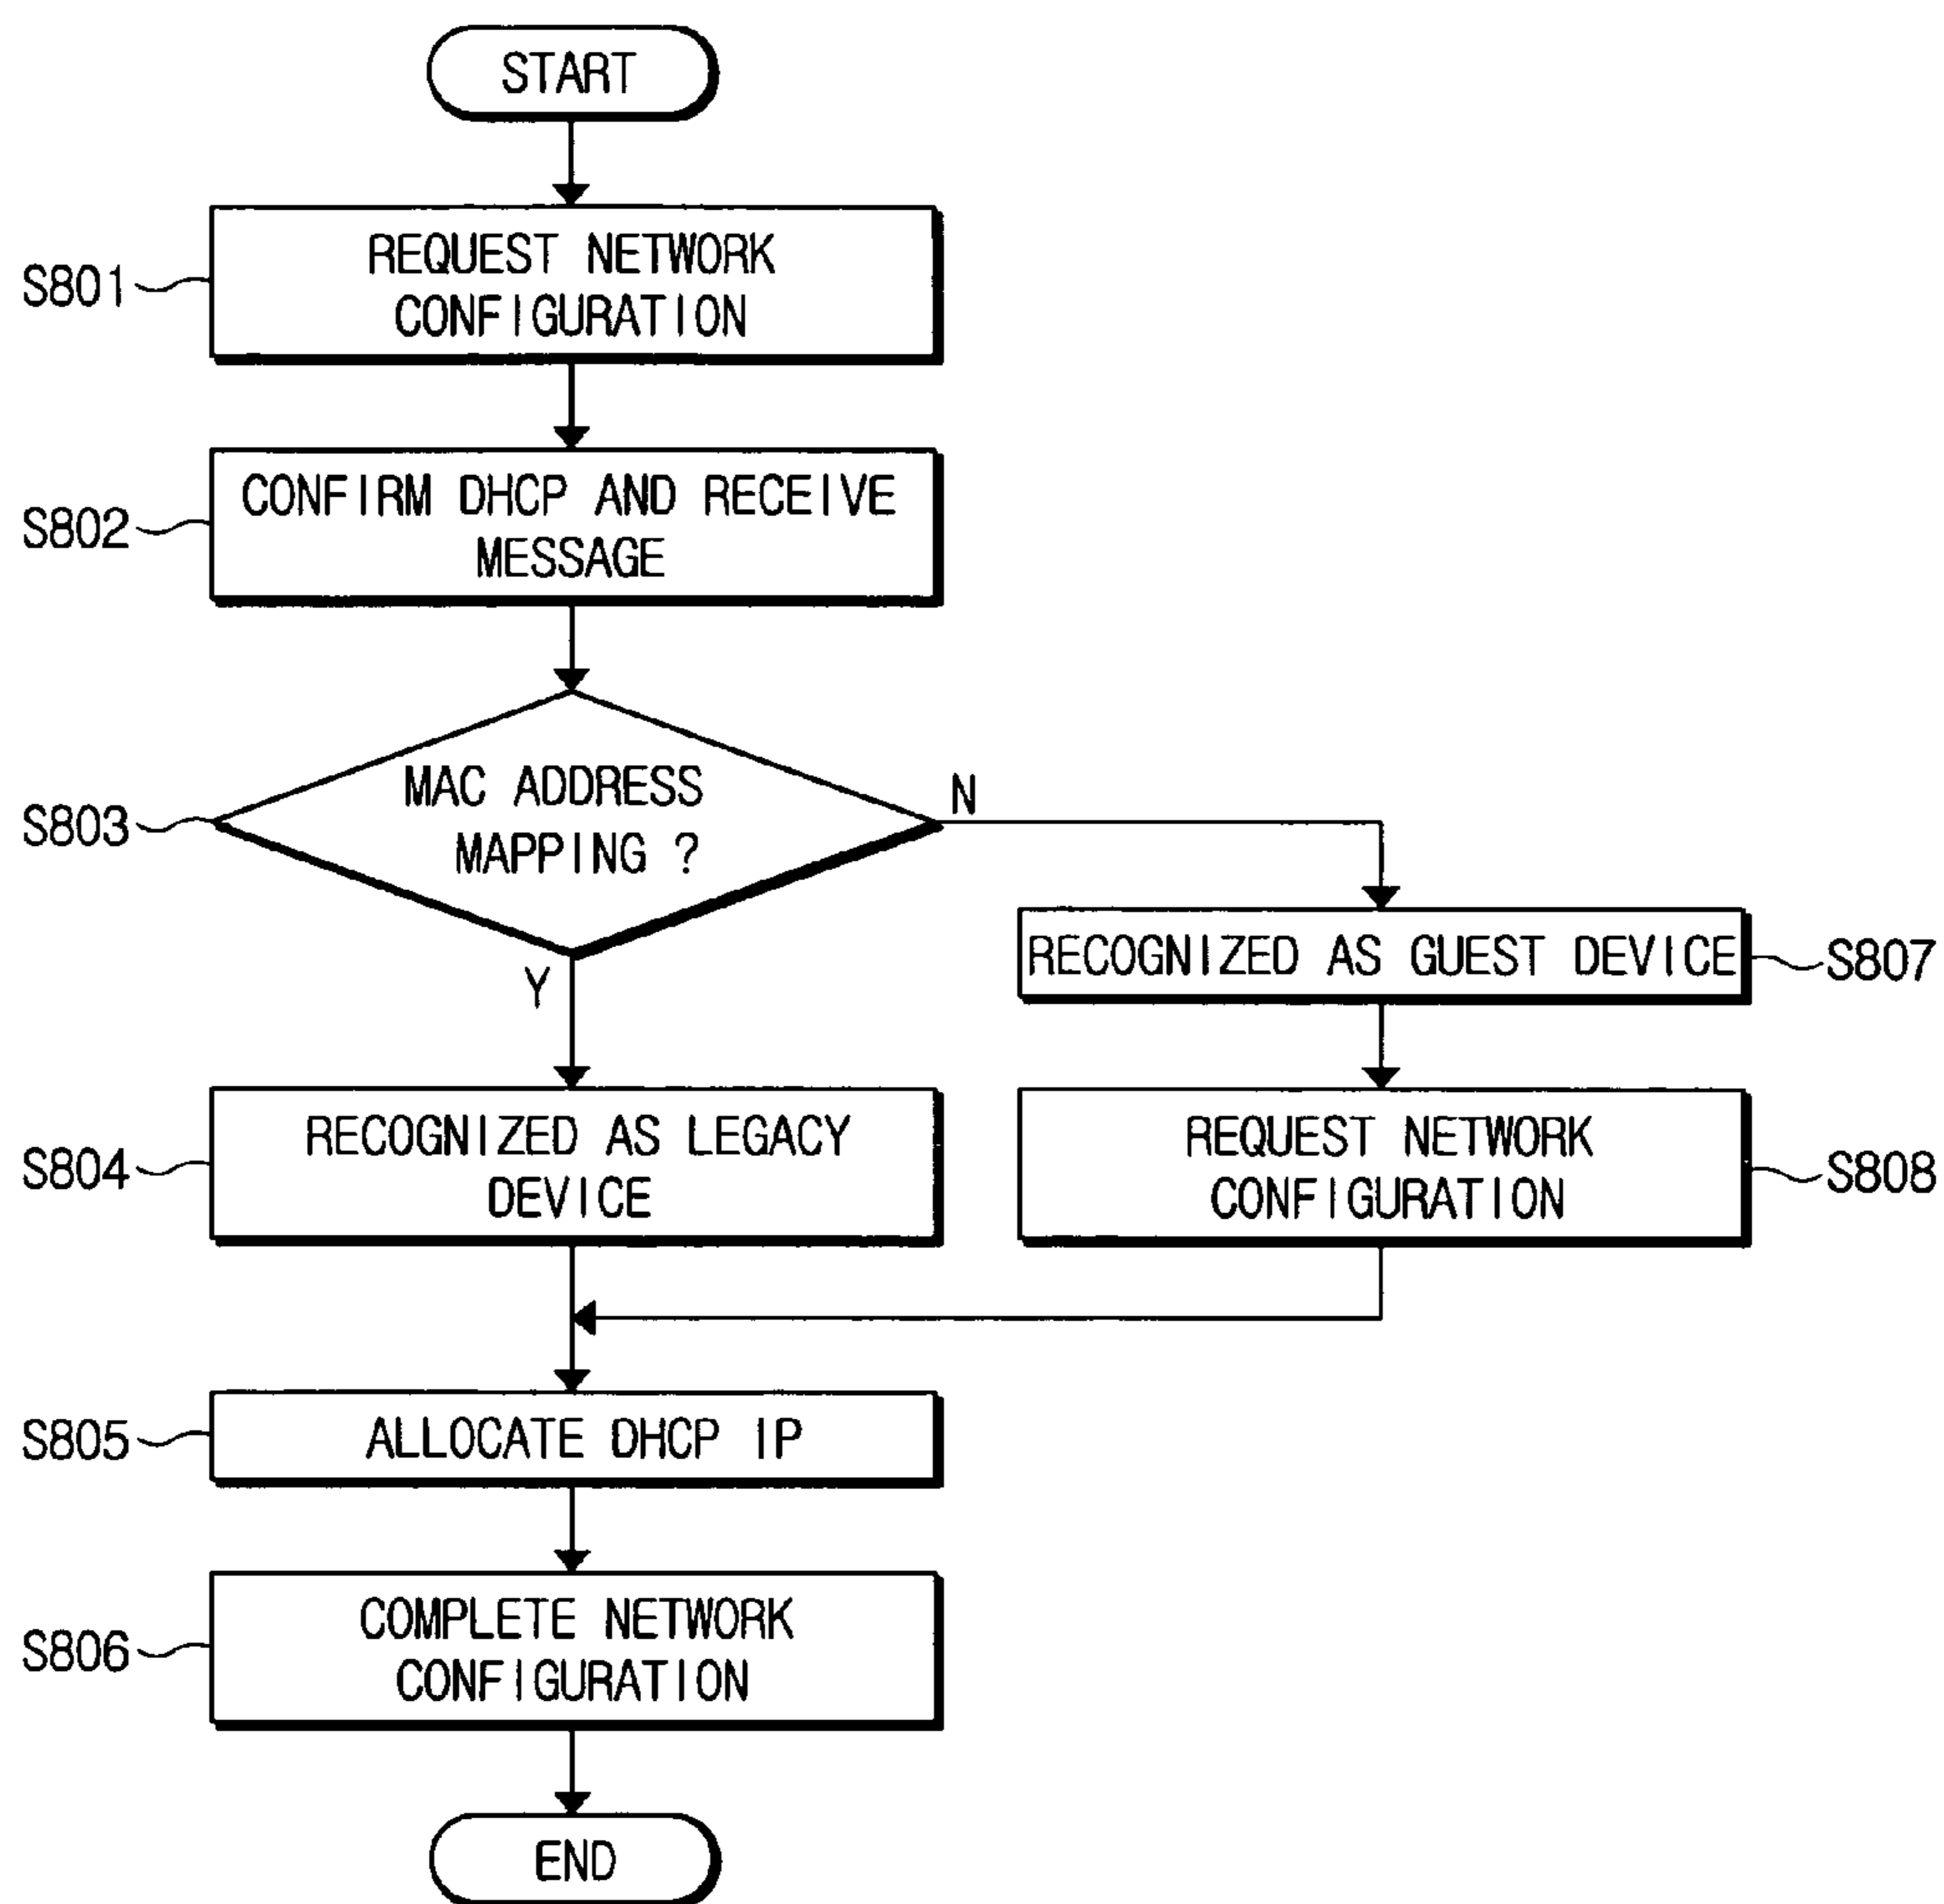 START
S801
REQUEST NETWORK
CONFIGURATION
S802
CONFIRM DHCP AND RECEIVE
MESSAGE
S803
MAC ADDRESS
MAPPING ?
N
Y
RECOGNIZED AS GUEST DEVICE
S807
S804
RECOGNIZED AS LEGACY
DEVICE
REQUEST NETWORK
CONFIGURATION
S808
S805
ALLOCATE DHCP IP
S806
COMPLETE NETWORK
CONFIGURATION
END